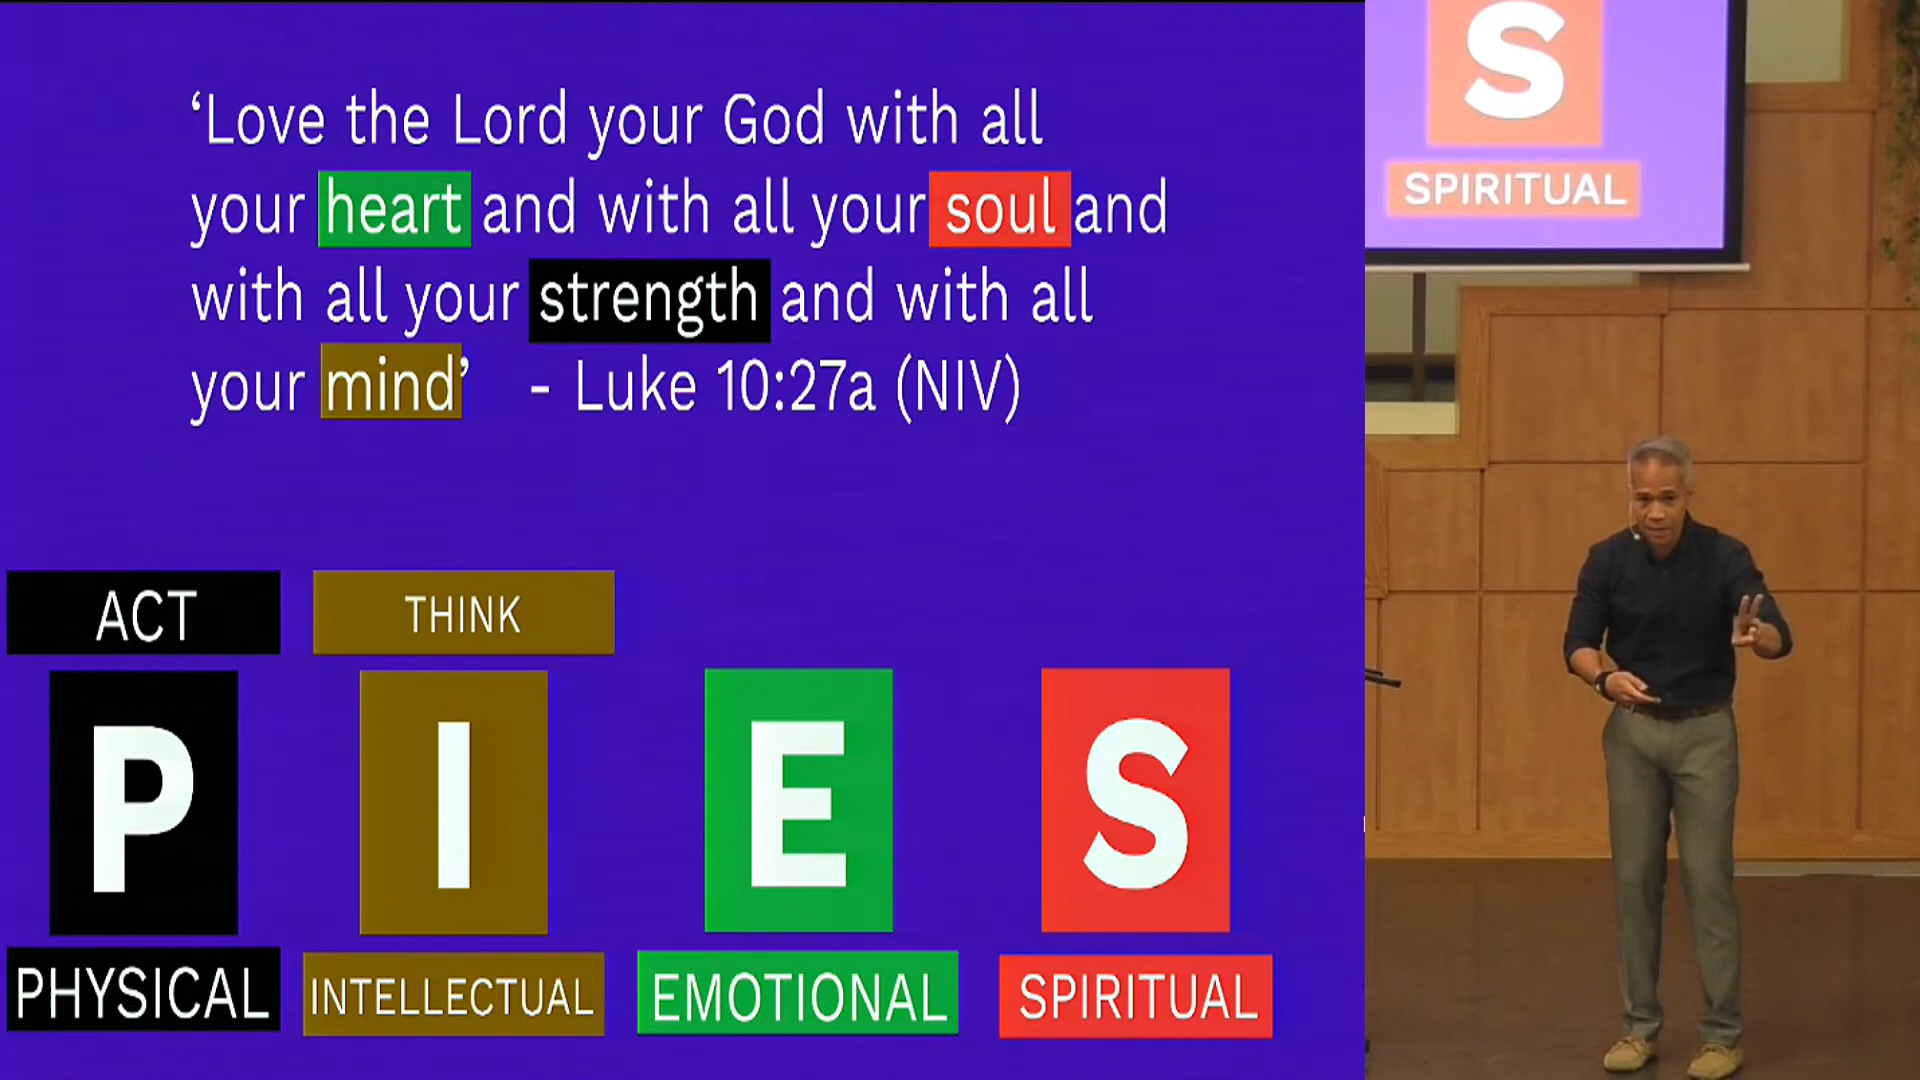 ‘Love the Lord your God with all
your heart and with all your soul and
with all your strength and with all
your mind’ - Luke 10:27a (NIV)
ACT THINK
P I E S
PHYSICAL INTELLECTUAL EMOTIONAL SPIRITUAL
S
SPIRITUAL